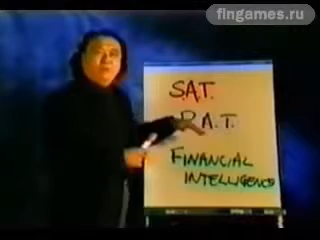 fingames.ru
S.A.T.
A.T.
FINANCIAL
INTELLIGENCE